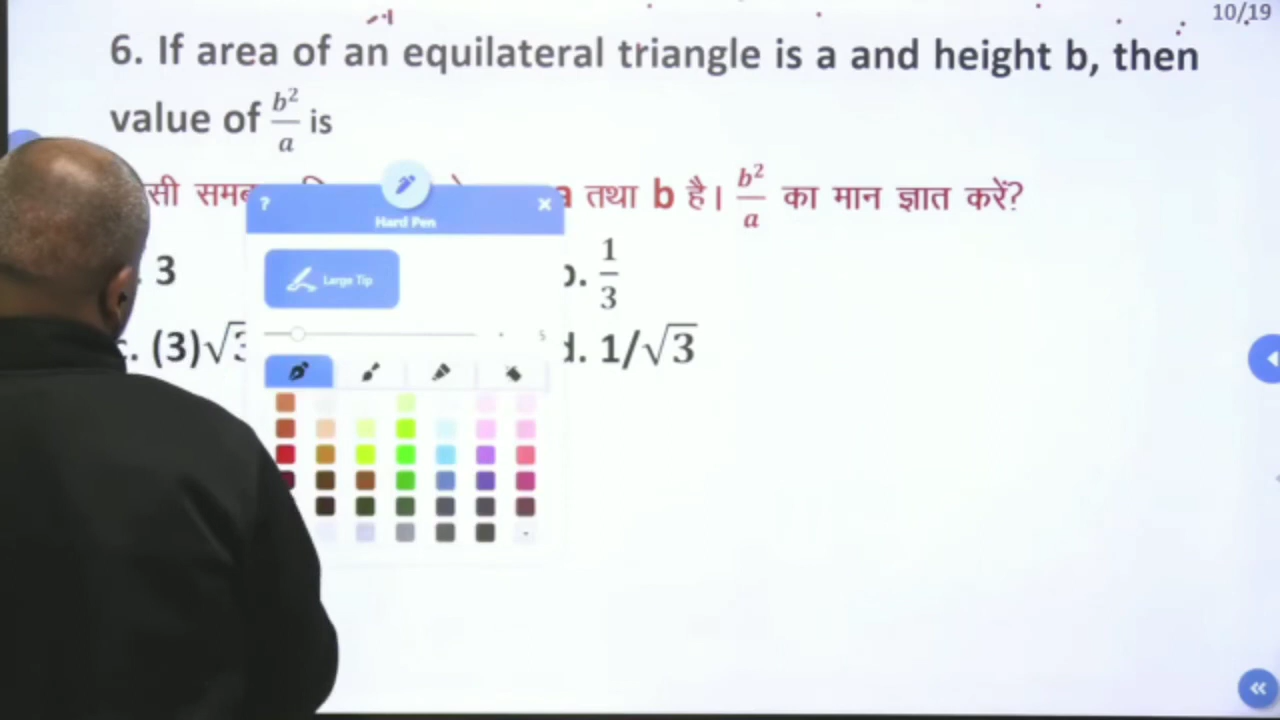 10/19
6. If area of an equilateral triangle is a and height b, then
value of b²/a is
सी a तथा b है। b²/a का मान ज्ञात करें?
? Hard Pen ×
Large Tip
5
. 3 b. 1/3
c. (3)√3 d. 1/√3